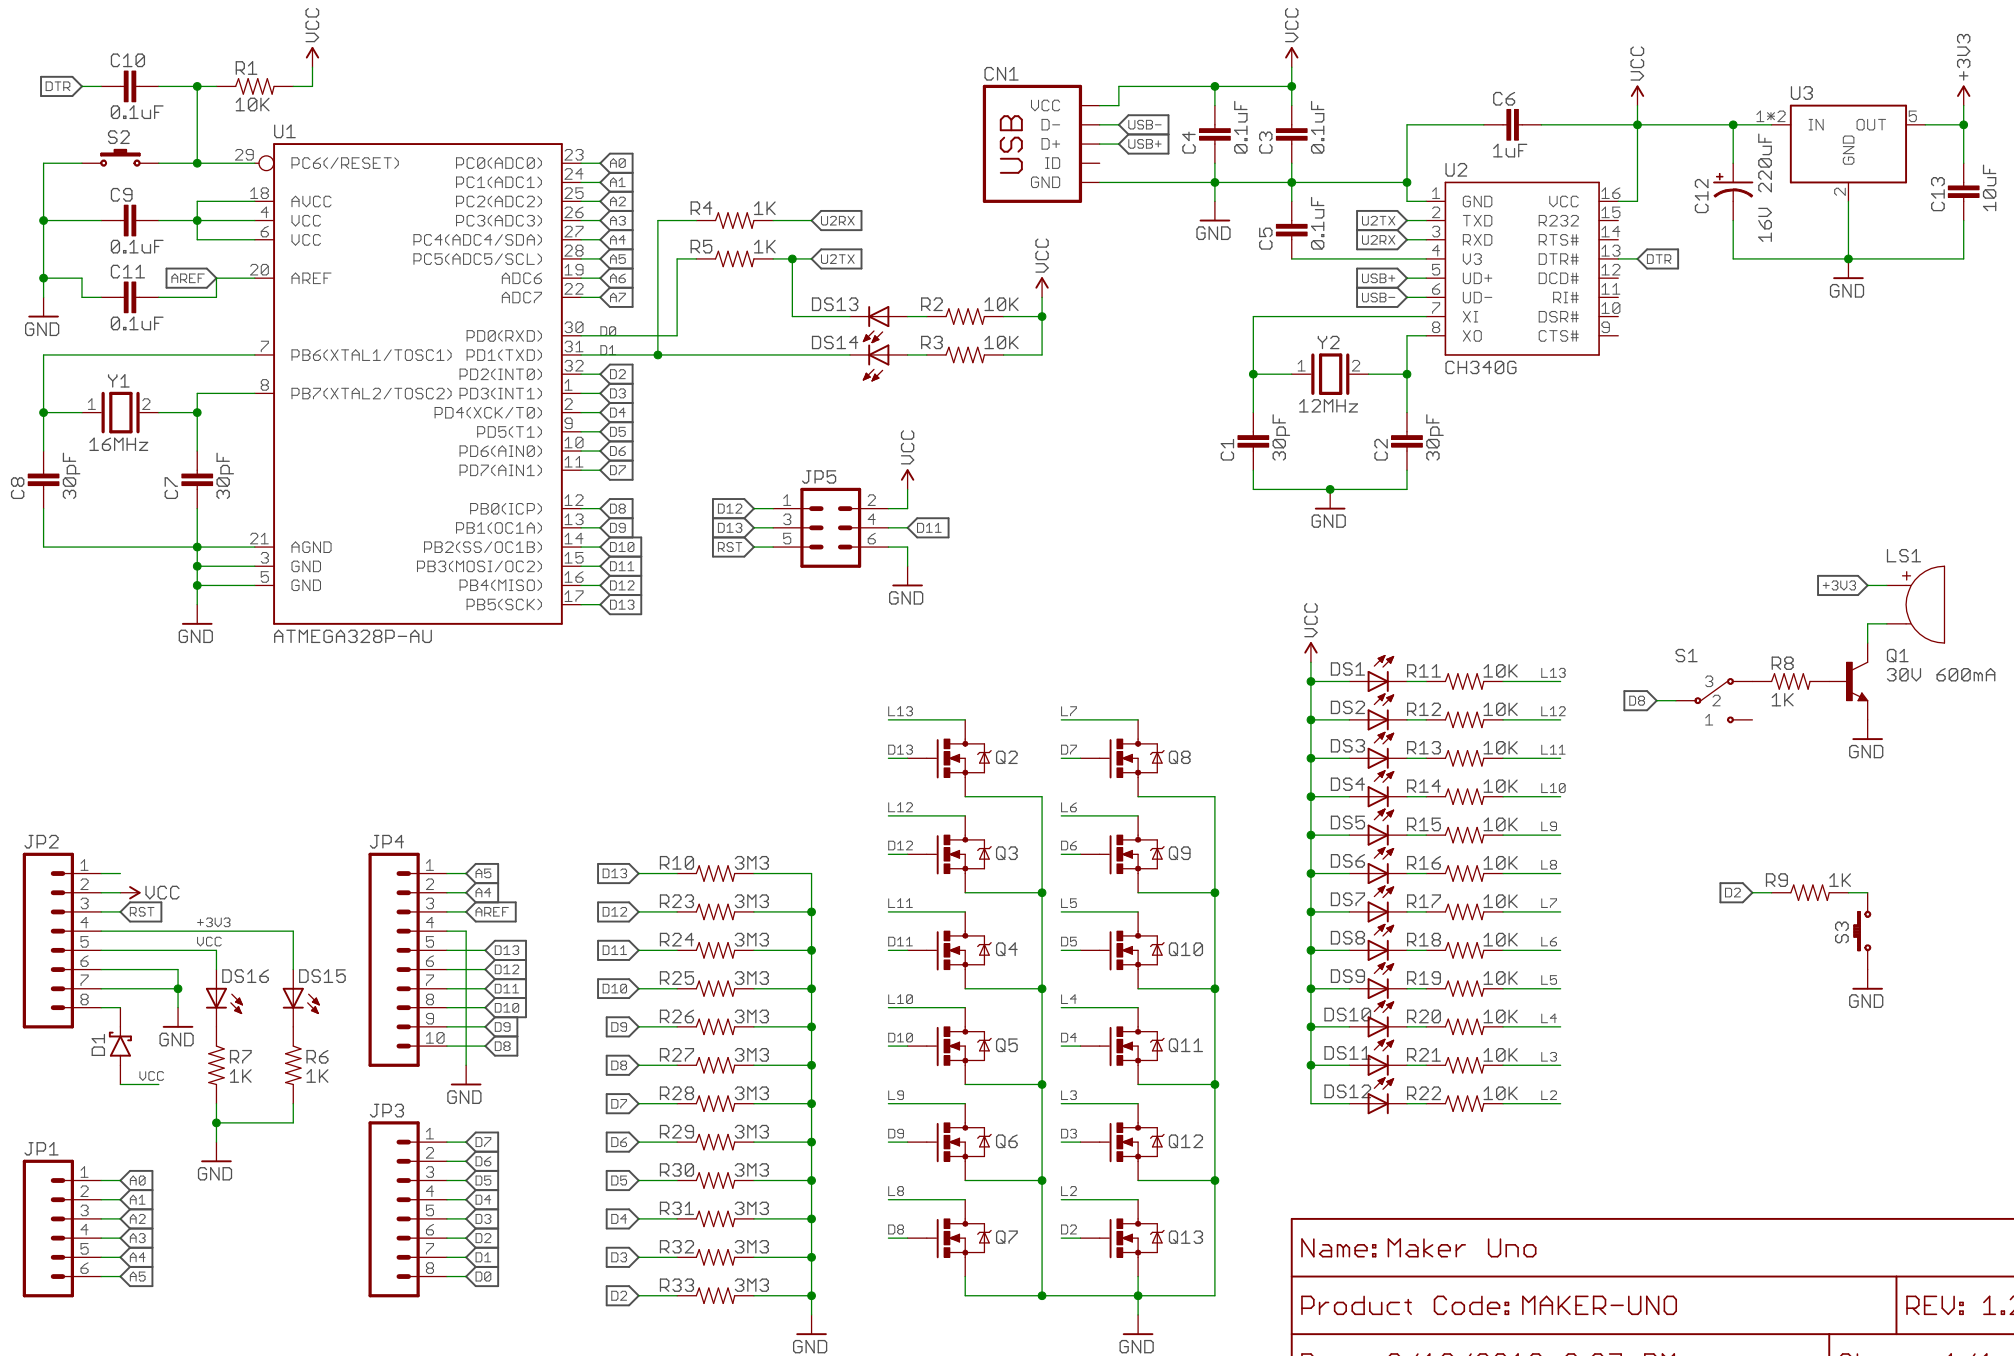 VCC
C10
DTR
0.1uF
R1
10K
S2
U1
29 PC6(/RESET)
C9
0.1uF
18 AVCC
4 VCC
6 VCC
C11
0.1uF
AREF
20 AREF
GND
7 PB6(XTAL1/TOSC1)
8 PB7(XTAL2/TOSC2)
Y1
1 2
16MHz
C8 30pF
C7 30pF
21 AGND
3 GND
5 GND
GND
ATMEGA328P-AU
PC0(ADC0) 23 A0
PC1(ADC1) 24 A1
PC2(ADC2) 25 A2
PC3(ADC3) 26 A3
PC4(ADC4/SDA) 27 A4
PC5(ADC5/SCL) 28 A5
ADC6 19 A6
ADC7 22 A7
PD0(RXD) 30 D0
PD1(TXD) 31 D1
PD2(INT0) 32 D2
PD3(INT1) 1 D3
PD4(XCK/T0) 2 D4
PD5(T1) 9 D5
PD6(AIN0) 10 D6
PD7(AIN1) 11 D7
PB0(ICP) 12 D8
PB1(OC1A) 13 D9
PB2(SS/OC1B) 14 D10
PB3(MOSI/OC2) 15 D11
PB4(MISO) 16 D12
PB5(SCK) 17 D13
R4 1K U2RX
R5 1K U2TX
VCC
DS13 R2 10K
DS14 R3 10K
JP5
VCC
D12 1 2
D13 3 4 D11
RST 5 6
GND
CN1
USB
VCC
D- USB-
D+ USB+
ID
GND
VCC
C4 0.1uF
C3 0.1uF
GND
C5 0.1uF
C6
1uF
VCC
U2
1 GND VCC 16
U2TX 2 TXD R232 15
U2RX 3 RXD RTS# 14
4 V3 DTR# 13 DTR
USB+ 5 UD+ DCD# 12
USB- 6 UD- RI# 11
7 XI DSR# 10
8 XO CTS# 9
CH340G
Y2
1 2
12MHz
C1 30pF
C2 30pF
GND
U3
1*2 IN OUT 5
GND
2
+3V3
C12 16V 220uF
C13 10uF
GND
LS1
+
+3V3
S1
D8
3
2
1
R8
1K
Q1
30V 600mA
GND
D2 R9 1K
S3
GND
VCC
DS1 R11 10K L13
DS2 R12 10K L12
DS3 R13 10K L11
DS4 R14 10K L10
DS5 R15 10K L9
DS6 R16 10K L8
DS7 R17 10K L7
DS8 R18 10K L6
DS9 R19 10K L5
DS10 R20 10K L4
DS11 R21 10K L3
DS12 R22 10K L2
L13
D13 Q2
L12
D12 Q3
L11
D11 Q4
L10
D10 Q5
L9
D9 Q6
L8
D8 Q7
L7
D7 Q8
L6
D6 Q9
L5
D5 Q10
L4
D4 Q11
L3
D3 Q12
L2
D2 Q13
GND
D13 R10 3M3
D12 R23 3M3
D11 R24 3M3
D10 R25 3M3
D9 R26 3M3
D8 R27 3M3
D7 R28 3M3
D6 R29 3M3
D5 R30 3M3
D4 R31 3M3
D3 R32 3M3
D2 R33 3M3
GND
JP2
1
2 VCC
3 RST
4 +3V3
5 VCC
6
7
8
GND
DS16
DS15
D1
VCC
R7
1K
R6
1K
GND
JP4
1 A5
2 A4
3 AREF
4
5 D13
6 D12
7 D11
8 D10
9 D9
10 D8
GND
JP1
1 A0
2 A1
3 A2
4 A3
5 A4
6 A5
JP3
1 D7
2 D6
3 D5
4 D4
5 D3
6 D2
7 D1
8 D0
Name: Maker Uno
Product Code: MAKER-UNO
REV: 1.2